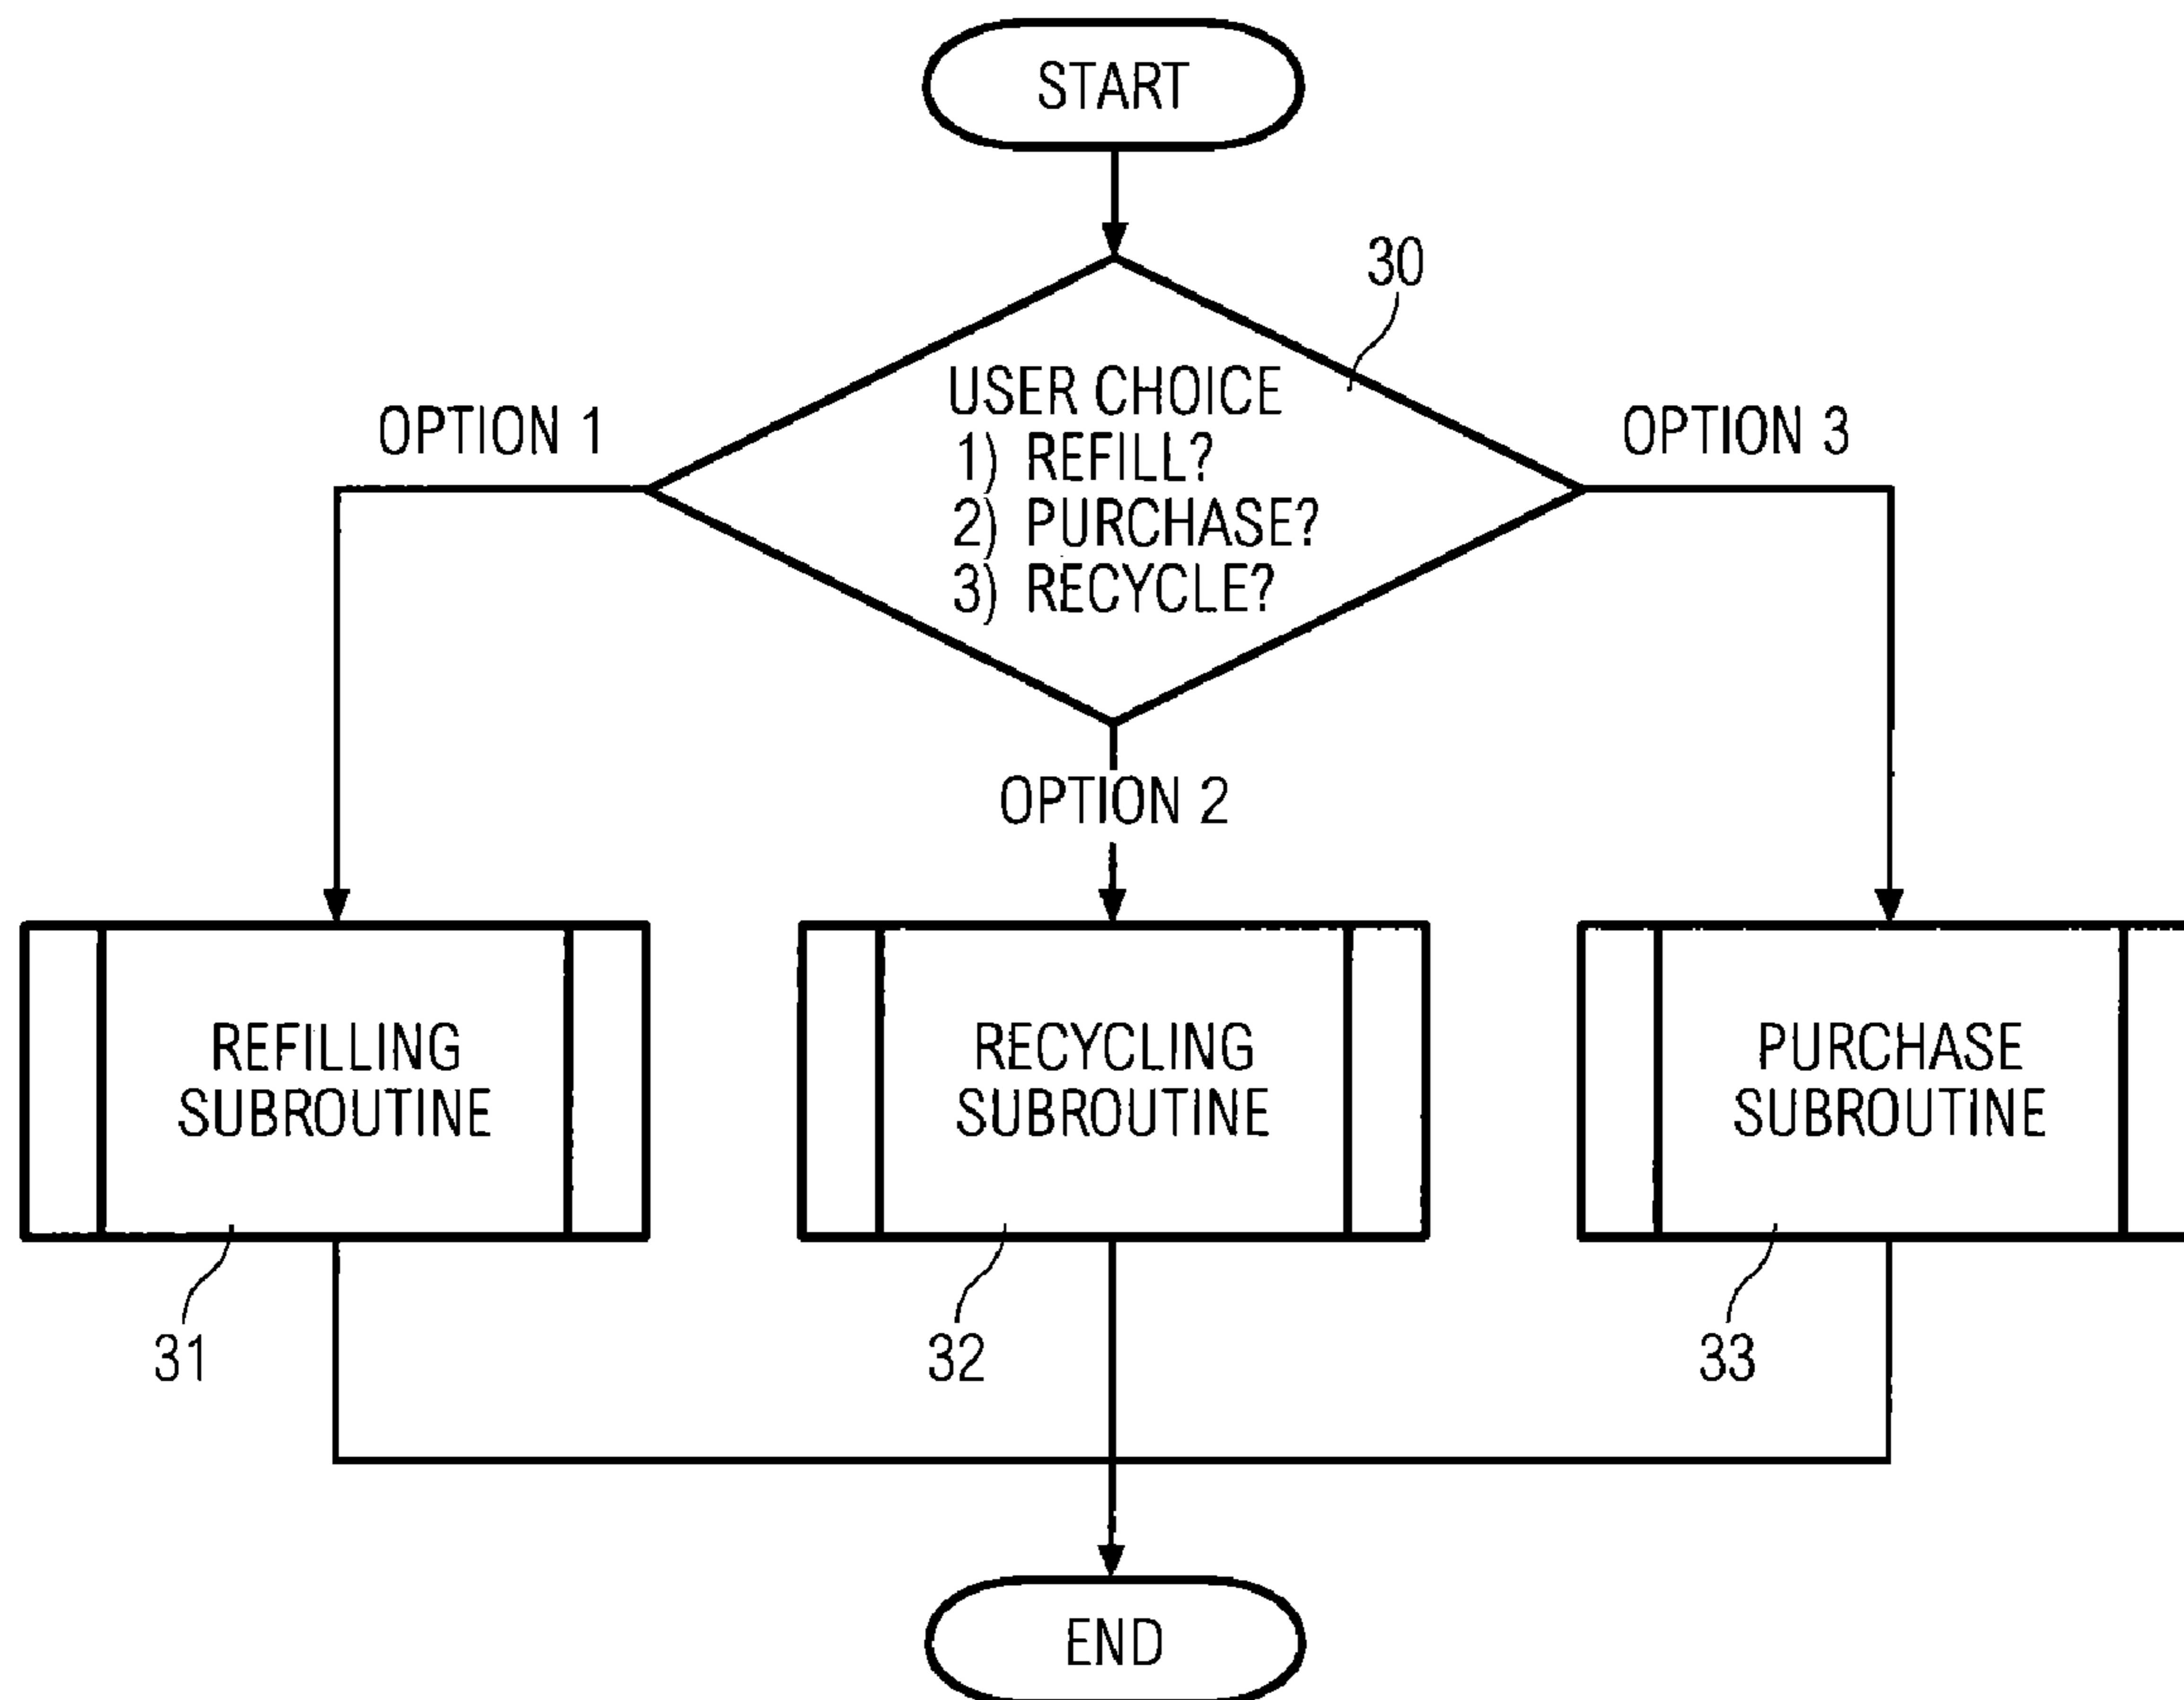 START
30
USER CHOICE
1) REFILL?
2) PURCHASE?
3) RECYCLE?
OPTION 1
OPTION 3
OPTION 2
REFILLING
SUBROUTINE
RECYCLING
SUBROUTINE
PURCHASE
SUBROUTINE
31
32
33
END